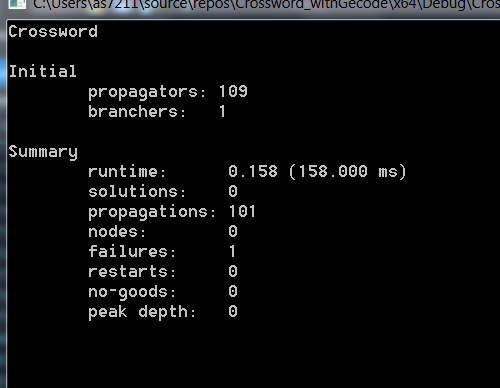 C:\Users\as7211\source\repos\Crossword_withGecode\x64\Debug\Cros
Crossword
Initial
propagators: 109
branchers: 1
Summary
runtime: 0.158 (158.000 ms)
solutions: 0
propagations: 101
nodes: 0
failures: 1
restarts: 0
no-goods: 0
peak depth: 0